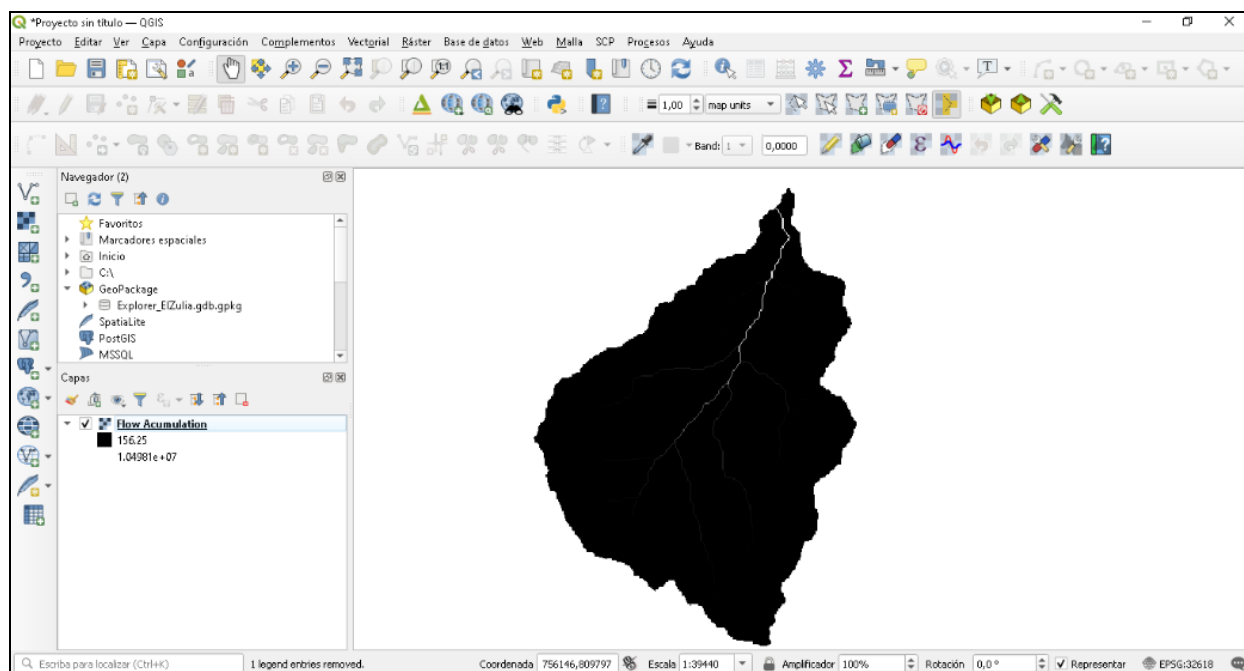 *Proyecto sin título — QGIS
Proyecto Editar Ver Capa Configuración Complementos Vectorial Ráster Base de datos Web Malla SCP Procesos Ayuda
1,00 map units
Band: 1 0,0000
Navegador (2)
Favoritos
Marcadores espaciales
Inicio
C:\
GeoPackage
Explorer_ElZulia.gdb.gpkg
SpatiaLite
PostGIS
MSSQL
Capas
Flow Acumulation
156.25
1.04981e+07
Escriba para localizar (Ctrl+K) 1 legend entries removed. Coordenada 756146,809797 Escala 1:39440 Amplificador 100% Rotación 0,0 ° Representar EPSG:32618